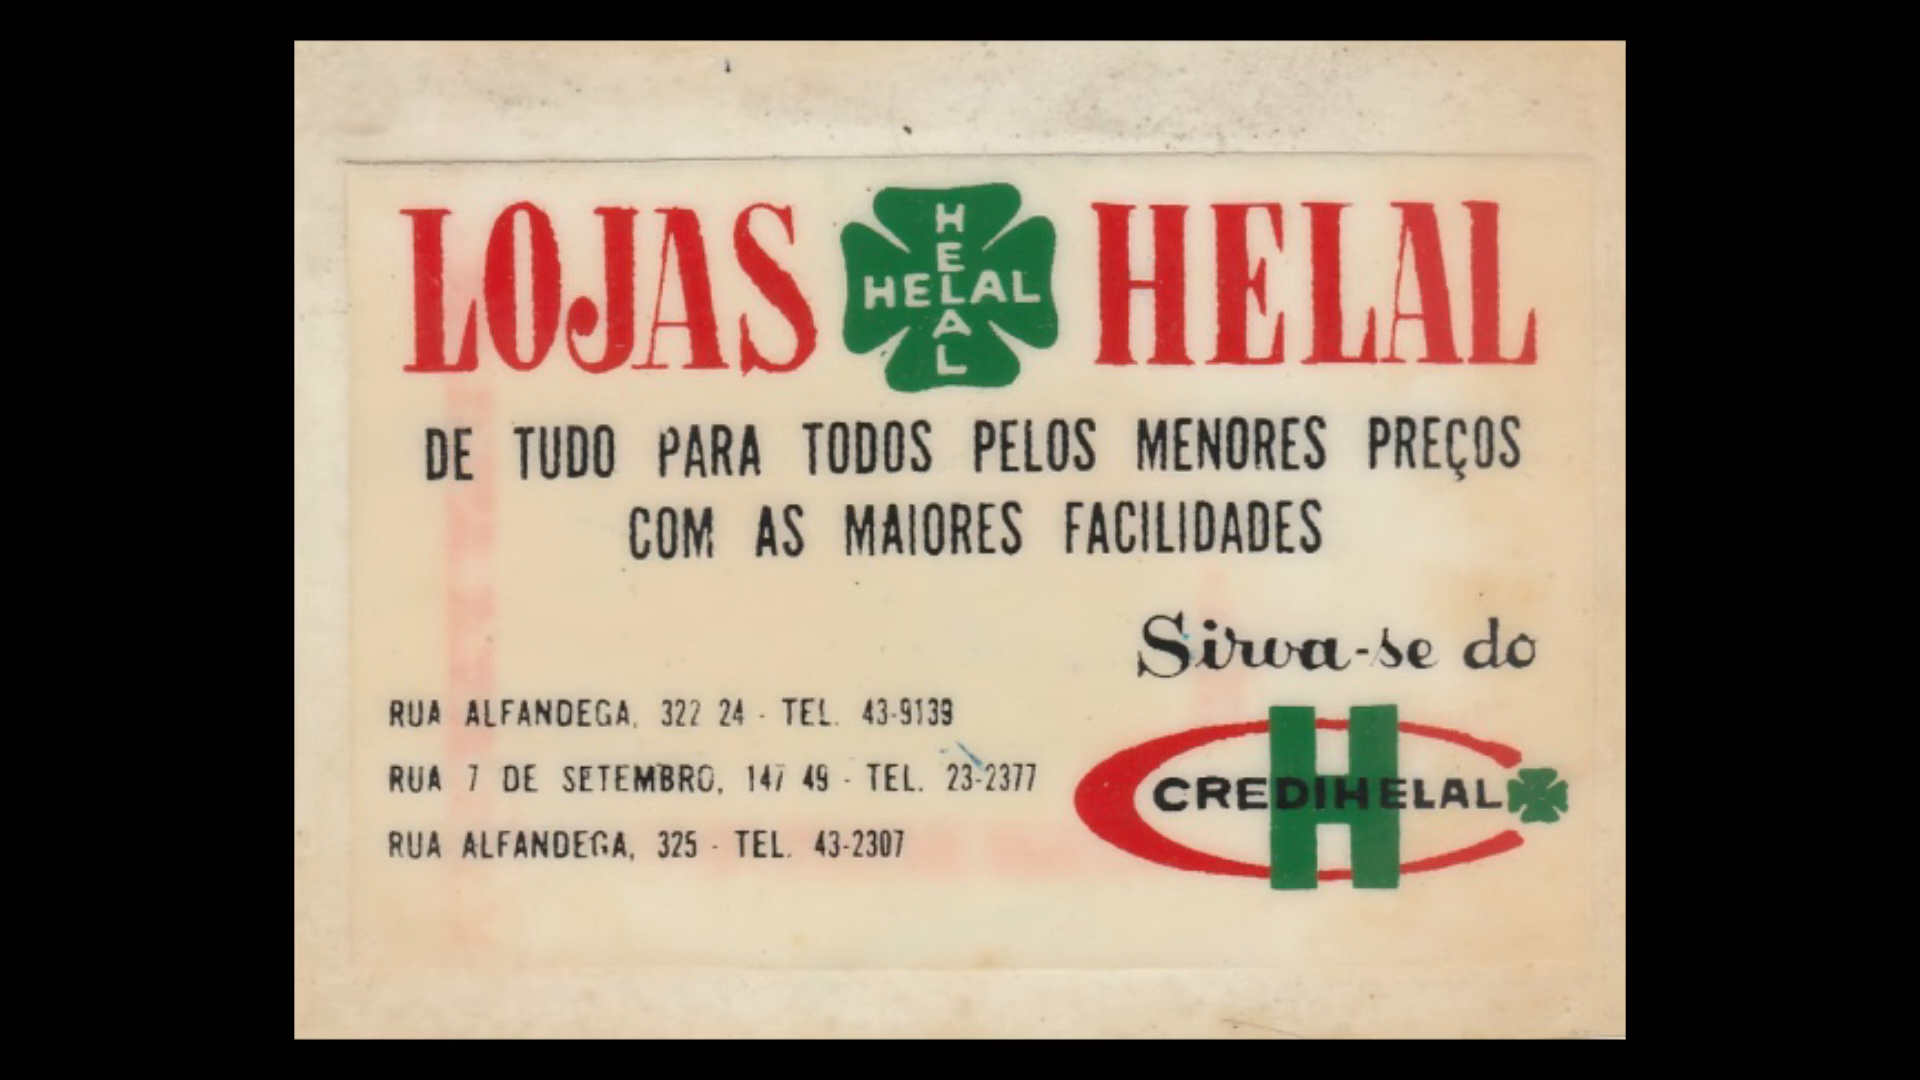 LOJAS HELAL HELAL HELAL
DE TUDO PARA TODOS PELOS MENORES PREÇOS
COM AS MAIORES FACILIDADES
Sirva-se do
RUA ALFANDEGA, 322 24 - TEL. 43-9139
RUA 7 DE SETEMBRO, 147 49 - TEL. 23-2377
RUA ALFANDEGA, 325 - TEL. 43-2307
H
CREDIHELAL